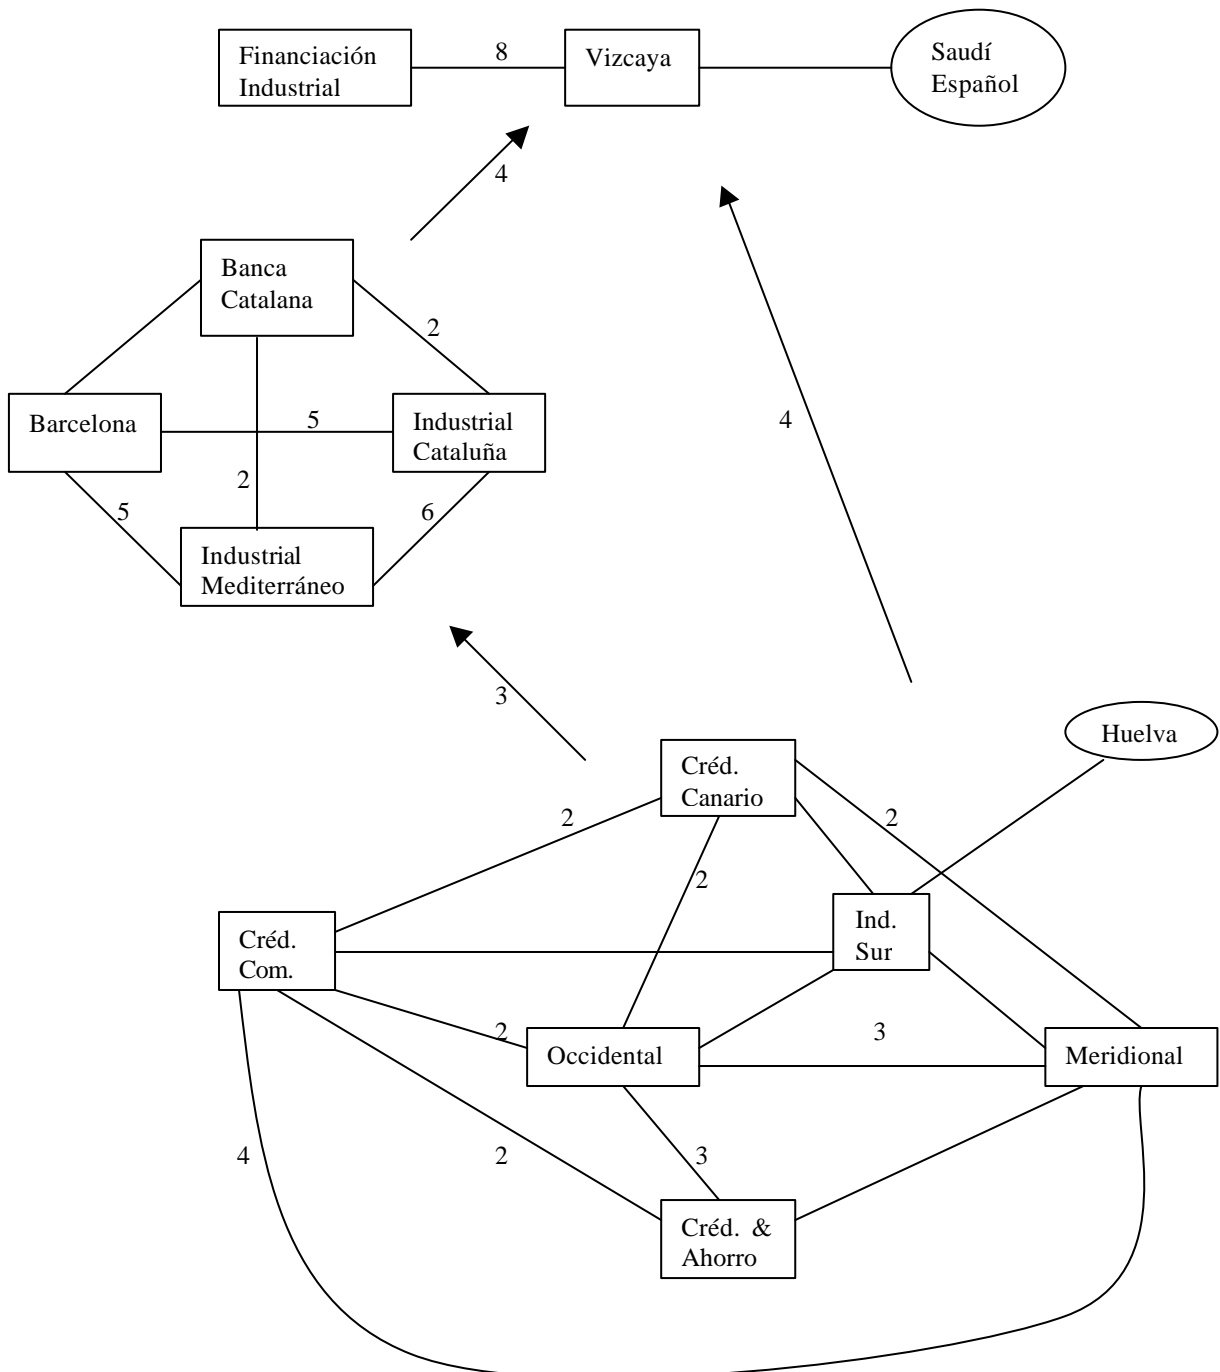 Financiación
Industrial
8
Vizcaya
Saudí
Español
4
Banca
Catalana
2
Barcelona
5
Industrial
Cataluña
4
2
5
6
Industrial
Mediterráneo
3
Huelva
Créd.
Canario
2
2
2
Ind.
Sur
Créd.
Com.
2
Occidental
3
Meridional
4
2
3
Créd. &
Ahorro